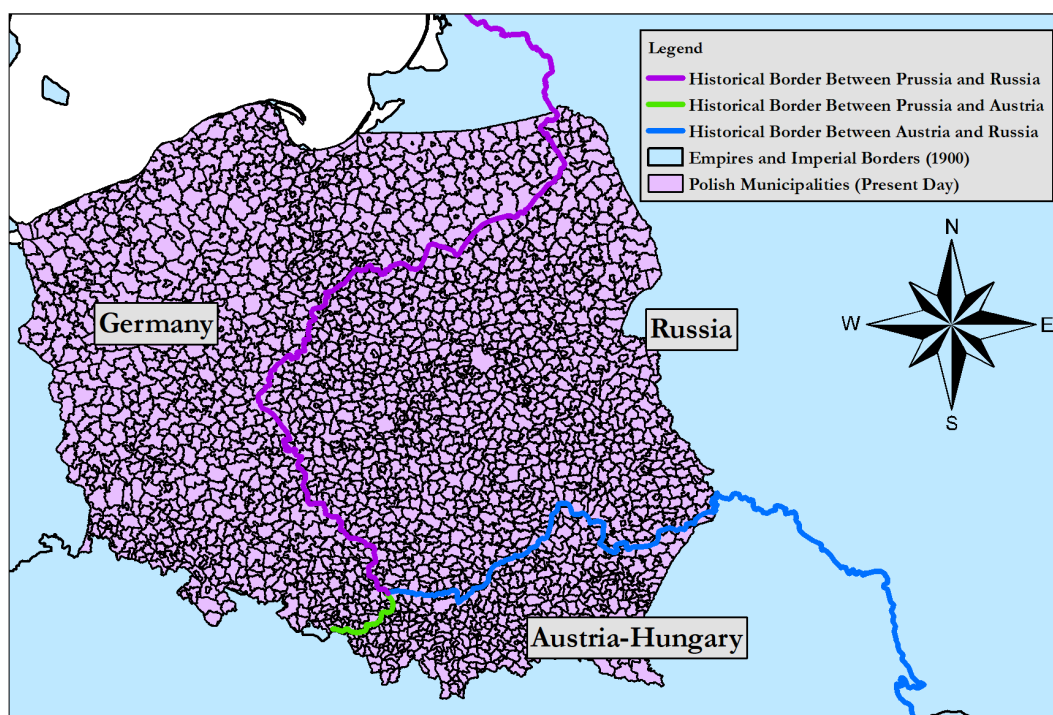 Legend
Historical Border Between Prussia and Russia
Historical Border Between Prussia and Austria
Historical Border Between Austria and Russia
Empires and Imperial Borders (1900)
Polish Municipalities (Present Day)
N
W
E
S
Germany
Russia
Austria-Hungary